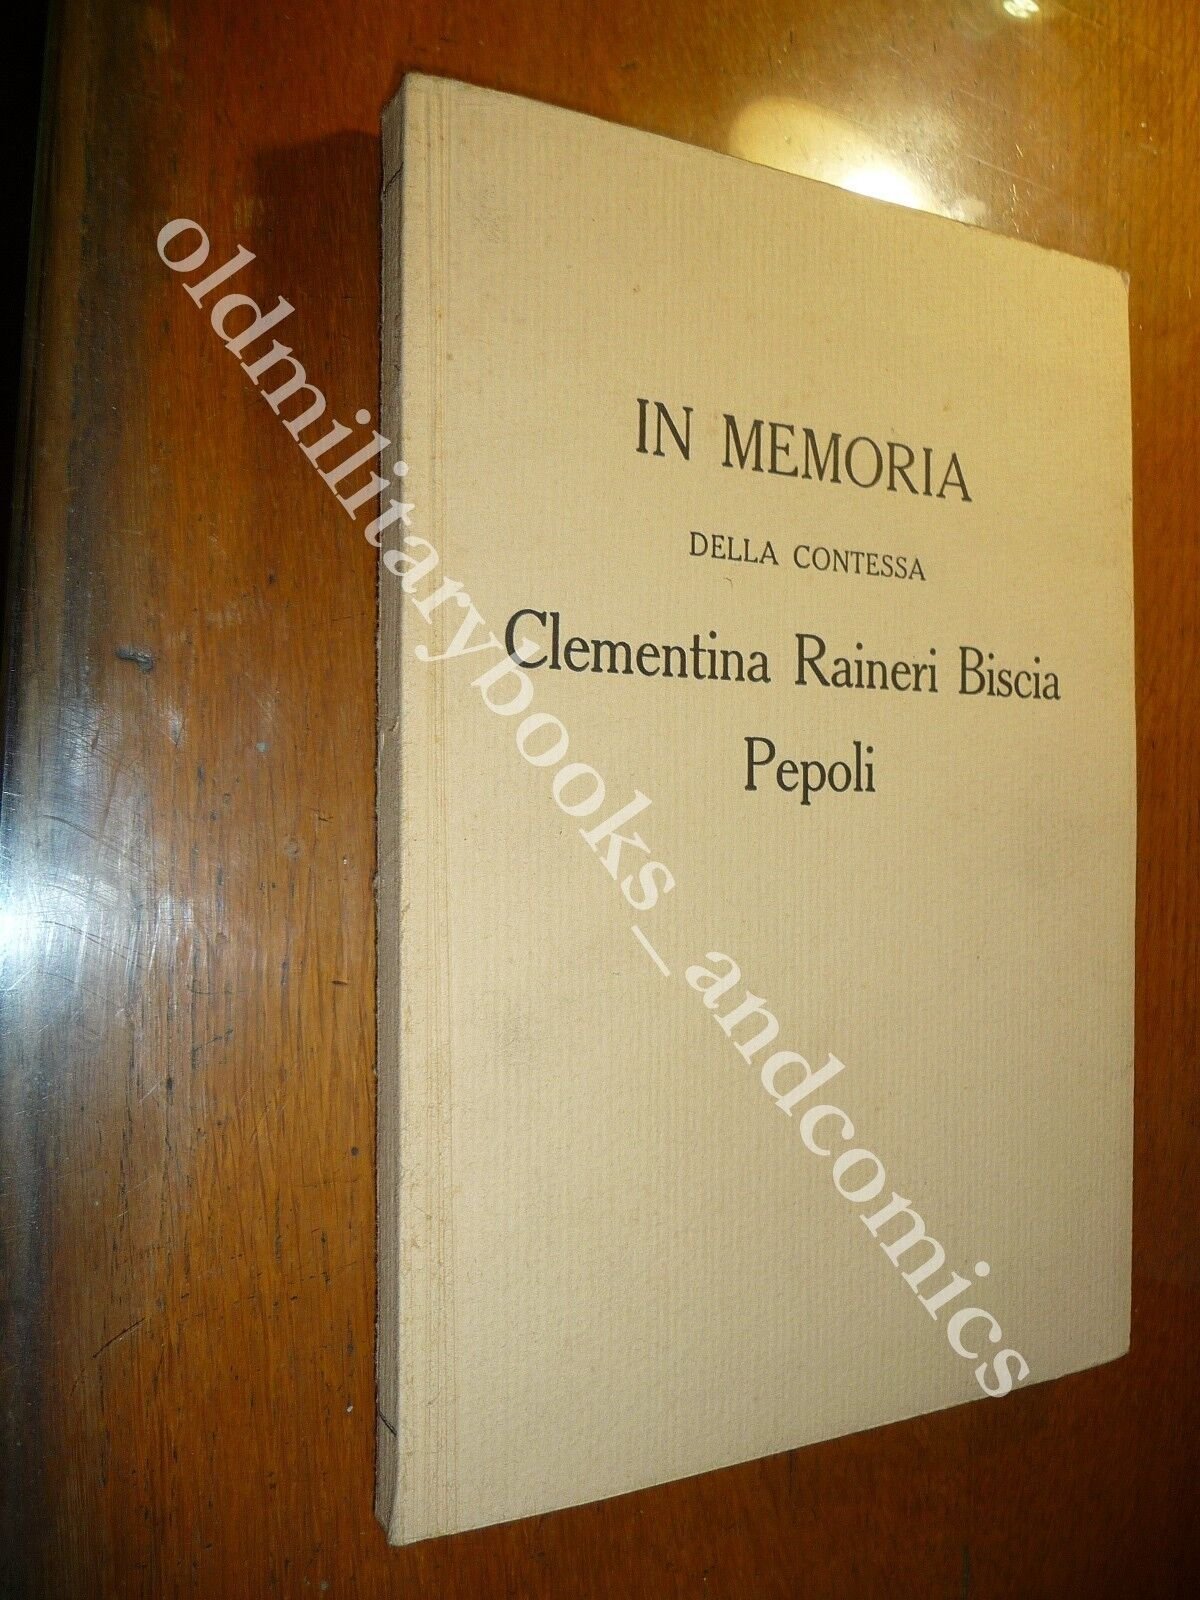 IN MEMORIA
DELLA CONTESSA
Clementina Raineri Biscia
Pepoli
oldmilitarybooks_andcomics